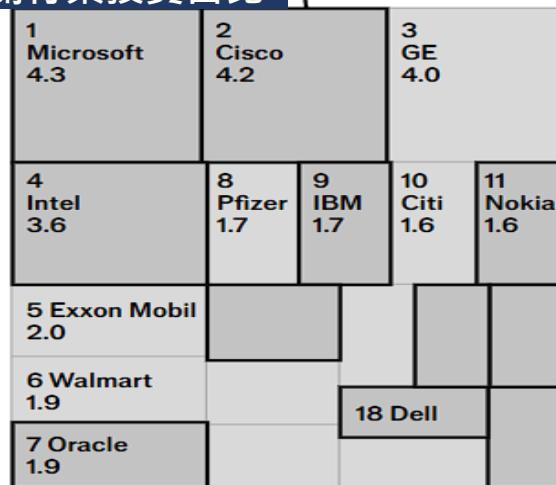 1
Microsoft
4.3
2
Cisco
4.2
3
GE
4.0
4
Intel
3.6
8
Pfizer
1.7
9
IBM
1.7
10
Citi
1.6
11
Nokia
1.6
5 Exxon Mobil
2.0
6 Walmart
1.9
18 Dell
7 Oracle
1.9